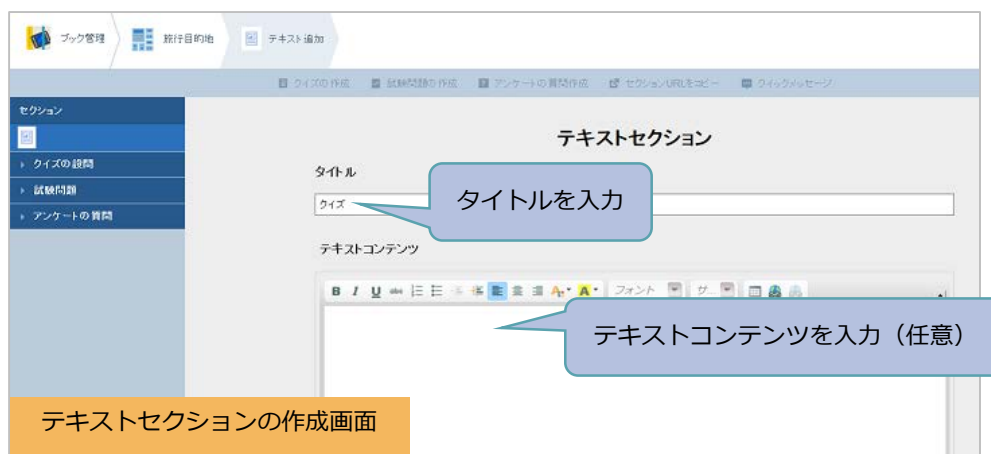 ブック管理
旅行目的地
テキスト追加
クイズの作成 試験問題の作成 アンケートの質問作成 セクションURLをコピー クイックメッセージ
セクション
クイズの設問
試験問題
アンケートの質問
テキストセクション
タイトル
クイズ
タイトルを入力
テキストコンテンツ
B I U abc A A フォント サ...
テキストコンテンツを入力（任意）
テキストセクションの作成画面